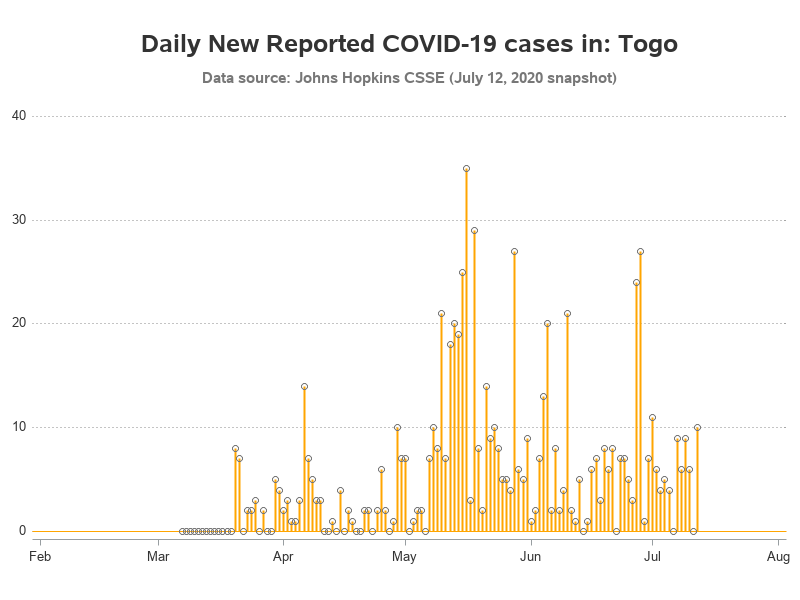 Daily New Reported COVID-19 cases in: Togo
Data source: Johns Hopkins CSSE (July 12, 2020 snapshot)
40
30
20
10
0
Feb Mar Apr May Jun Jul Aug